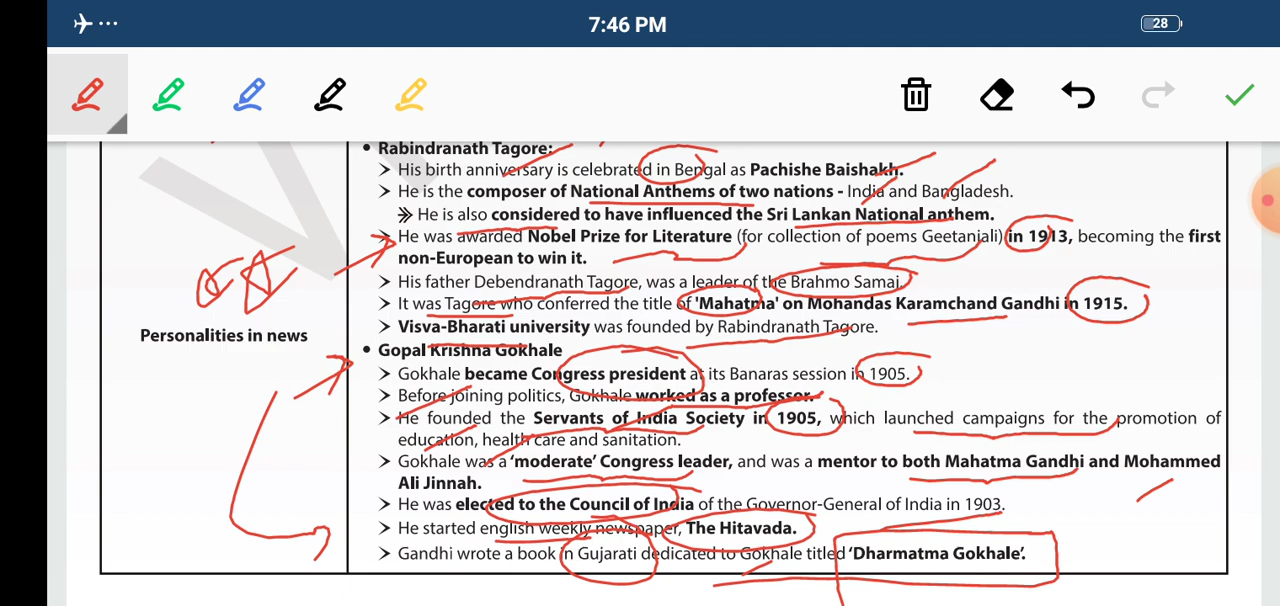 7:46 PM
28
• Rabindranath Tagore:
➤ His birth anniversary is celebrated in Bengal as Pachishe Baishakh.
➤ He is the composer of National Anthems of two nations - India and Bangladesh.
⪢ He is also considered to have influenced the Sri Lankan National anthem.
➤ He was awarded Nobel Prize for Literature (for collection of poems Geetanjali) in 1913, becoming the first
non-European to win it.
➤ His father Debendranath Tagore, was a leader of the Brahmo Samaj.
➤ It was Tagore who conferred the title of 'Mahatma' on Mohandas Karamchand Gandhi in 1915.
➤ Visva-Bharati university was founded by Rabindranath Tagore.
Personalities in news
• Gopal Krishna Gokhale
➤ Gokhale became Congress president at its Banaras session in 1905.
➤ Before joining politics, Gokhale worked as a professor.
➤ He founded the Servants of India Society in 1905, which launched campaigns for the promotion of
education, health care and sanitation.
➤ Gokhale was a 'moderate' Congress leader, and was a mentor to both Mahatma Gandhi and Mohammed
Ali Jinnah.
➤ He was elected to the Council of India of the Governor-General of India in 1903.
➤ He started english weekly newspaper, The Hitavada.
➤ Gandhi wrote a book in Gujarati dedicated to Gokhale titled 'Dharmatma Gokhale'.